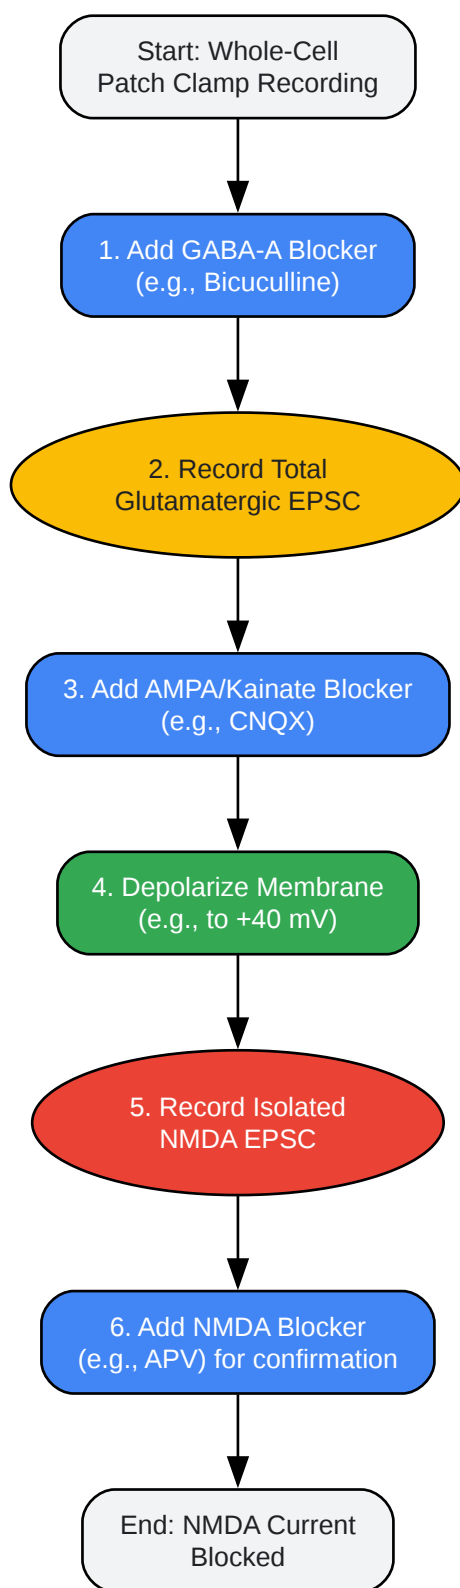 Start: Whole-Cell
Patch Clamp Recording
1. Add GABA-A Blocker
(e.g., Bicuculline)
2. Record Total
Glutamatergic EPSC
3. Add AMPA/Kainate Blocker
(e.g., CNQX)
4. Depolarize Membrane
(e.g., to +40 mV)
5. Record Isolated
NMDA EPSC
6. Add NMDA Blocker
(e.g., APV) for confirmation
End: NMDA Current
Blocked